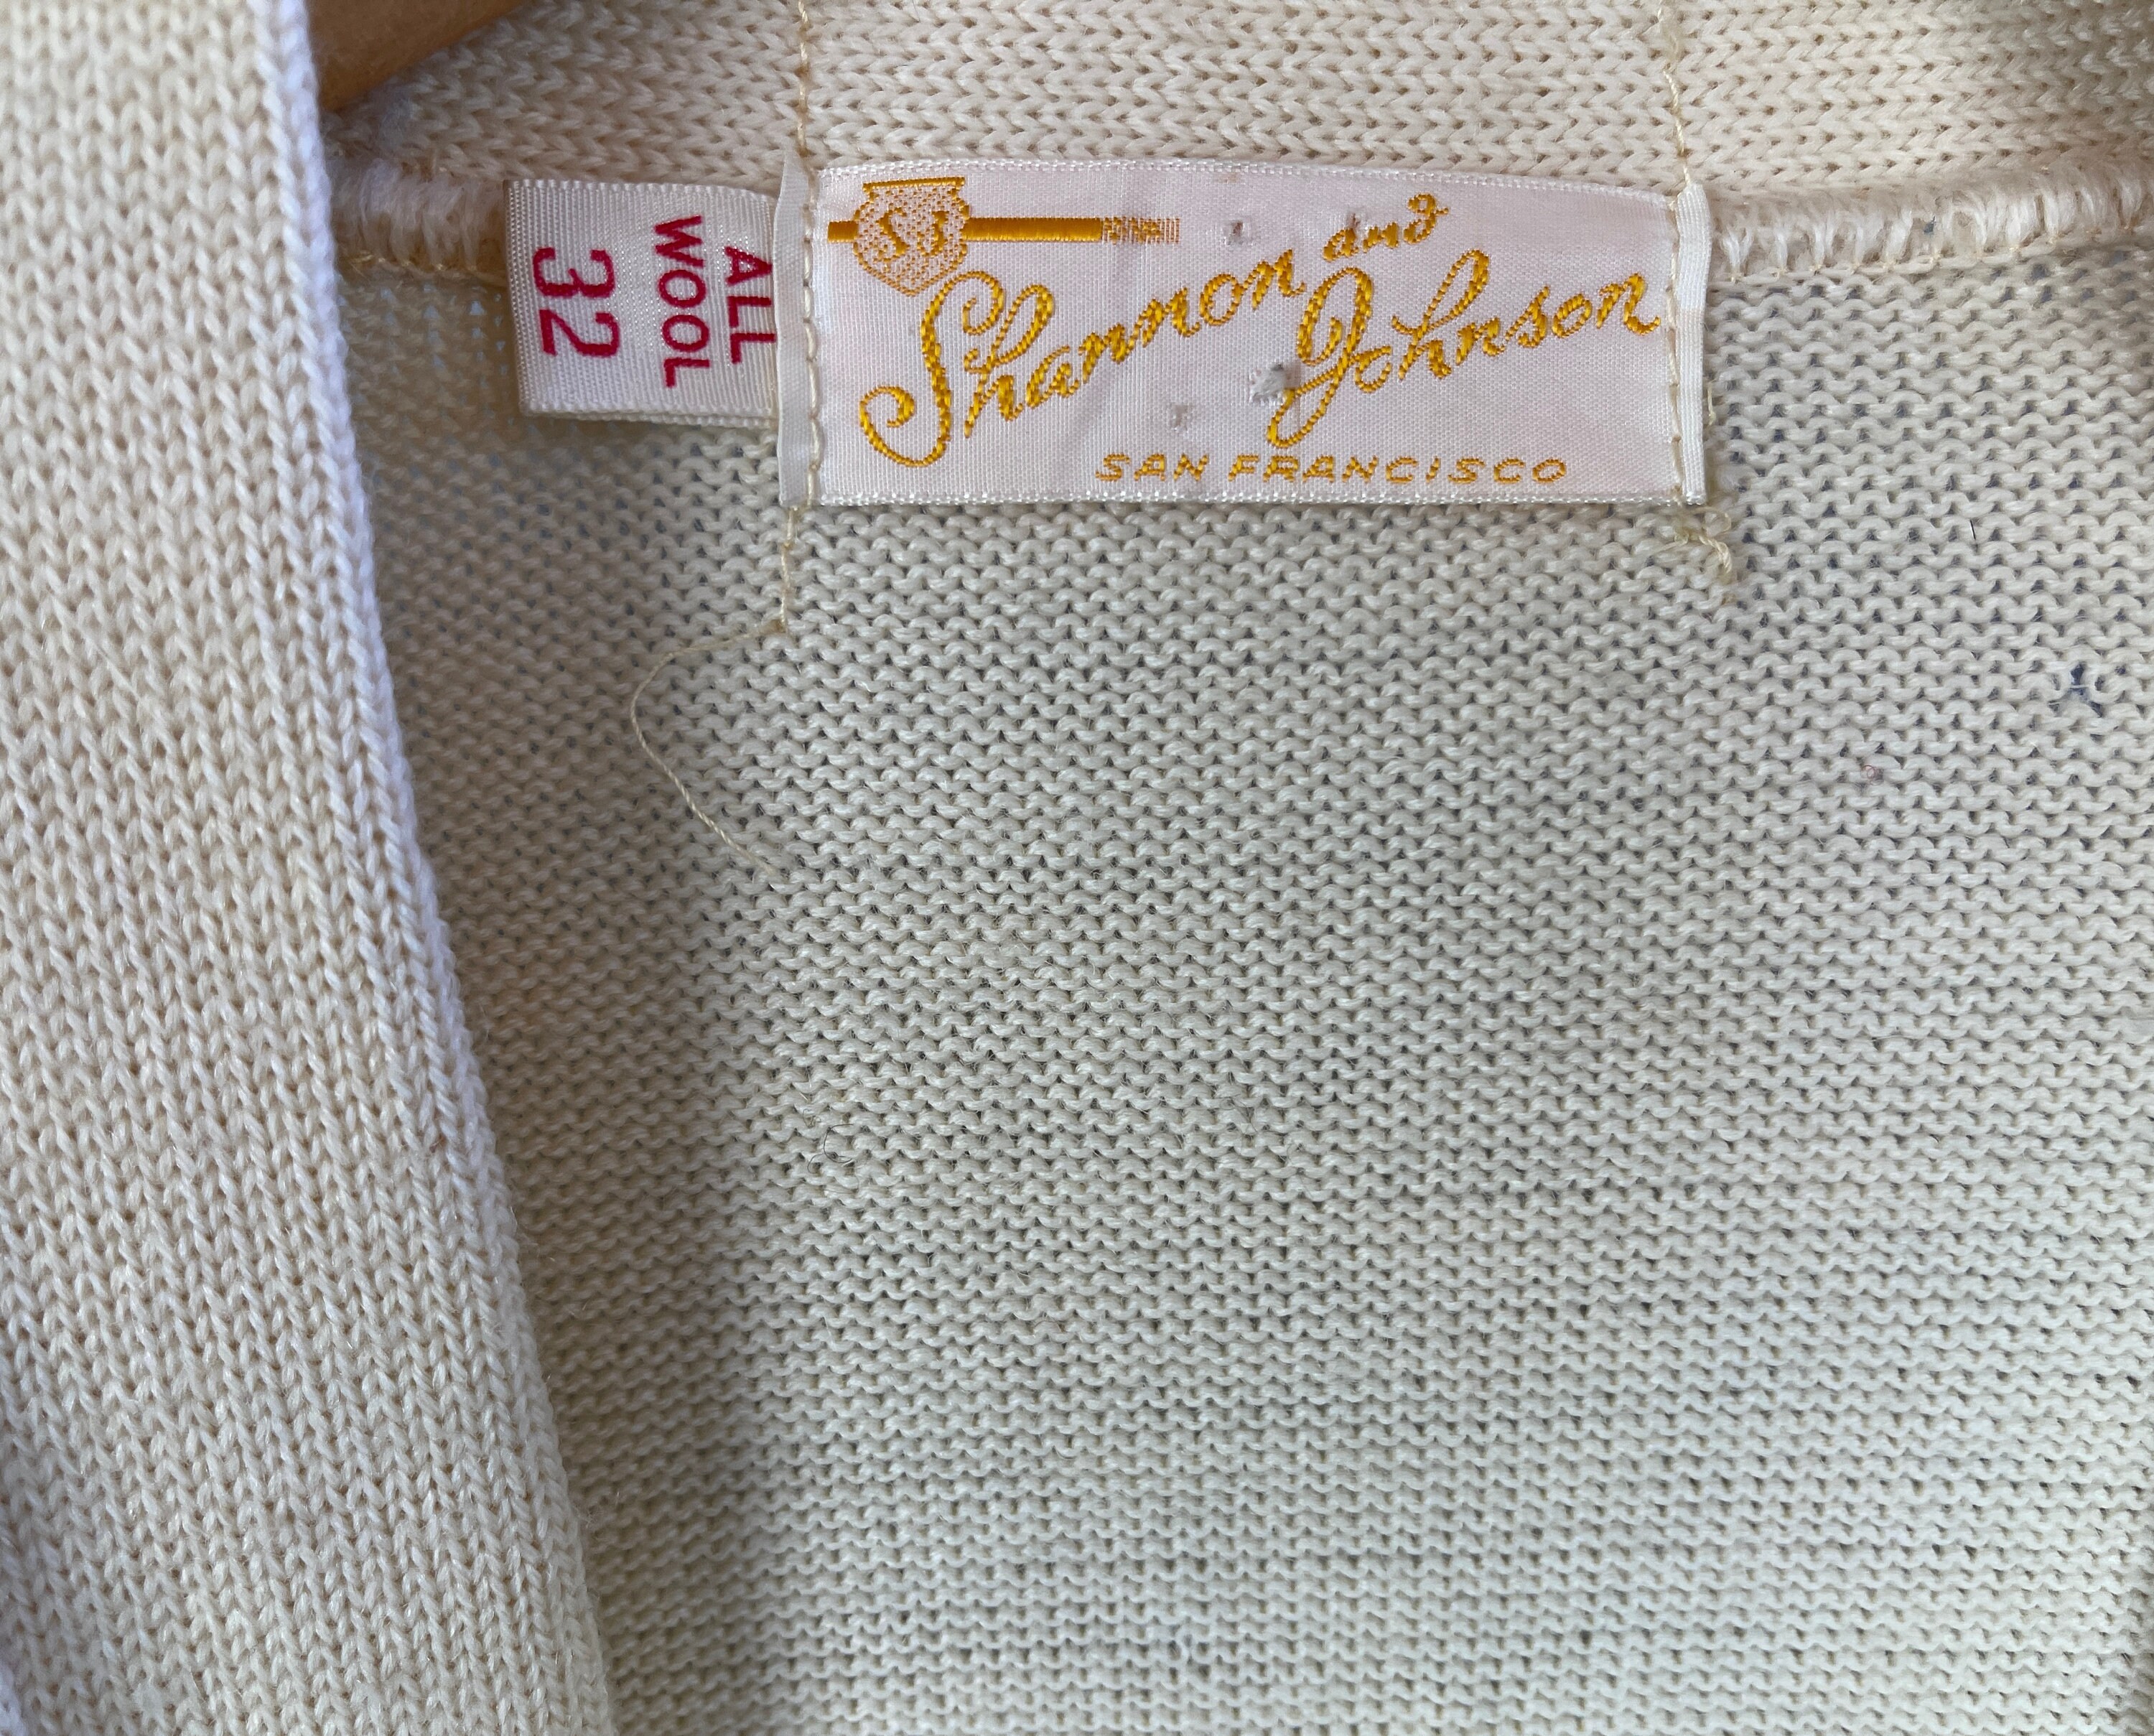 ALL
WOOL
32
SJ
Shannon and Johnson
SAN FRANCISCO